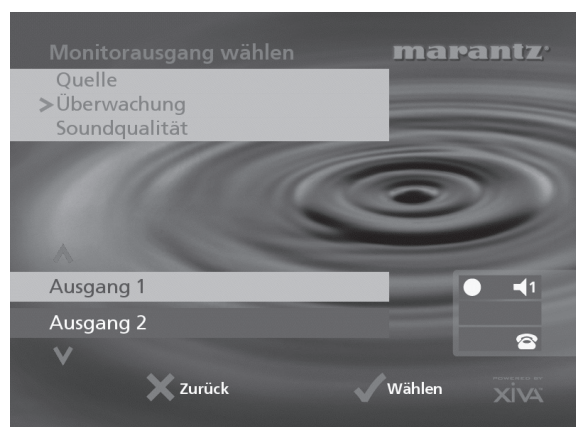 Monitorausgang wählen
marantz
Quelle
>Überwachung
Soundqualität
Ausgang 1
1
Ausgang 2
Zurück
Wählen
XiVA